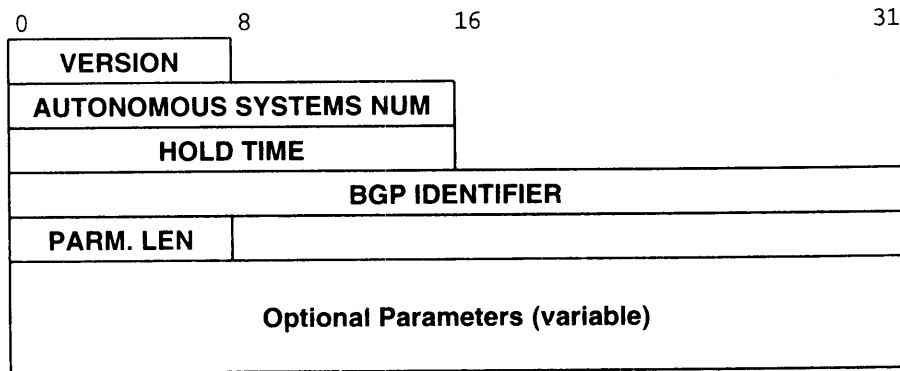 0 8 16 31
VERSION
AUTONOMOUS SYSTEMS NUM
HOLD TIME
BGP IDENTIFIER
PARM. LEN
Optional Parameters (variable)